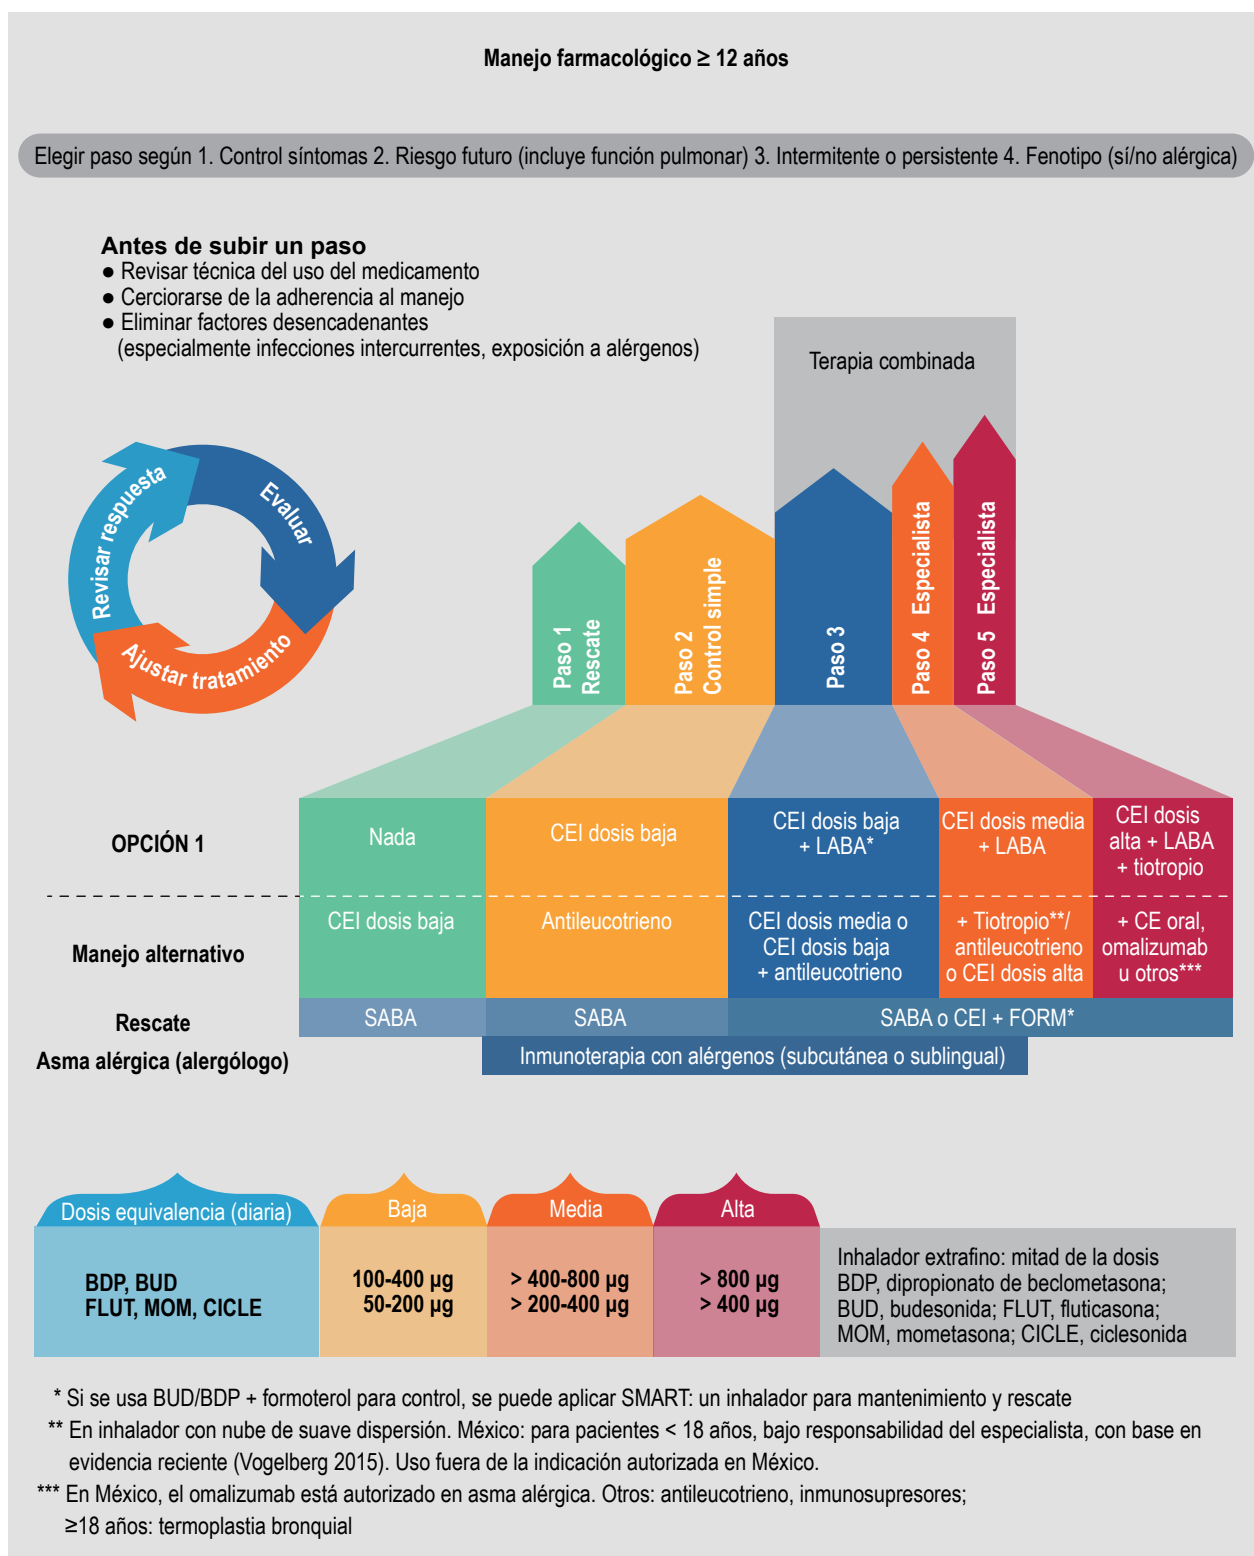 Manejo farmacológico ≥ 12 años
Elegir paso según 1. Control síntomas 2. Riesgo futuro (incluye función pulmonar) 3. Intermitente o persistente 4. Fenotipo (sí/no alérgica)
Antes de subir un paso
● Revisar técnica del uso del medicamento
● Cerciorarse de la adherencia al manejo
● Eliminar factores desencadenantes
(especialmente infecciones intercurrentes, exposición a alérgenos)
Terapia combinada
Revisar respuesta
Evaluar
Ajustar tratamiento
Paso 1
Rescate
Paso 2
Control simple
Paso 3
Paso 4 Especialista
Paso 5 Especialista
OPCIÓN 1
Nada
CEI dosis baja
CEI dosis baja
+ LABA*
CEI dosis media
+ LABA
CEI dosis
alta + LABA
+ tiotropio
Manejo alternativo
CEI dosis baja
Antileucotrieno
CEI dosis media o
CEI dosis baja
+ antileucotrieno
+ Tiotropio**/
antileucotrieno
o CEI dosis alta
+ CE oral,
omalizumab
u otros***
Rescate
SABA
SABA
SABA o CEI + FORM*
Asma alérgica (alergólogo)
Inmunoterapia con alérgenos (subcutánea o sublingual)
Dosis equivalencia (diaria)
Baja
Media
Alta
BDP, BUD
FLUT, MOM, CICLE
100-400 µg
50-200 µg
> 400-800 µg
> 200-400 µg
> 800 µg
> 400 µg
Inhalador extrafino: mitad de la dosis
BDP, dipropionato de beclometasona;
BUD, budesonida; FLUT, fluticasona;
MOM, mometasona; CICLE, ciclesonida
* Si se usa BUD/BDP + formoterol para control, se puede aplicar SMART: un inhalador para mantenimiento y rescate
** En inhalador con nube de suave dispersión. México: para pacientes < 18 años, bajo responsabilidad del especialista, con base en
evidencia reciente (Vogelberg 2015). Uso fuera de la indicación autorizada en México.
*** En México, el omalizumab está autorizado en asma alérgica. Otros: antileucotrieno, inmunosupresores;
≥18 años: termoplastia bronquial